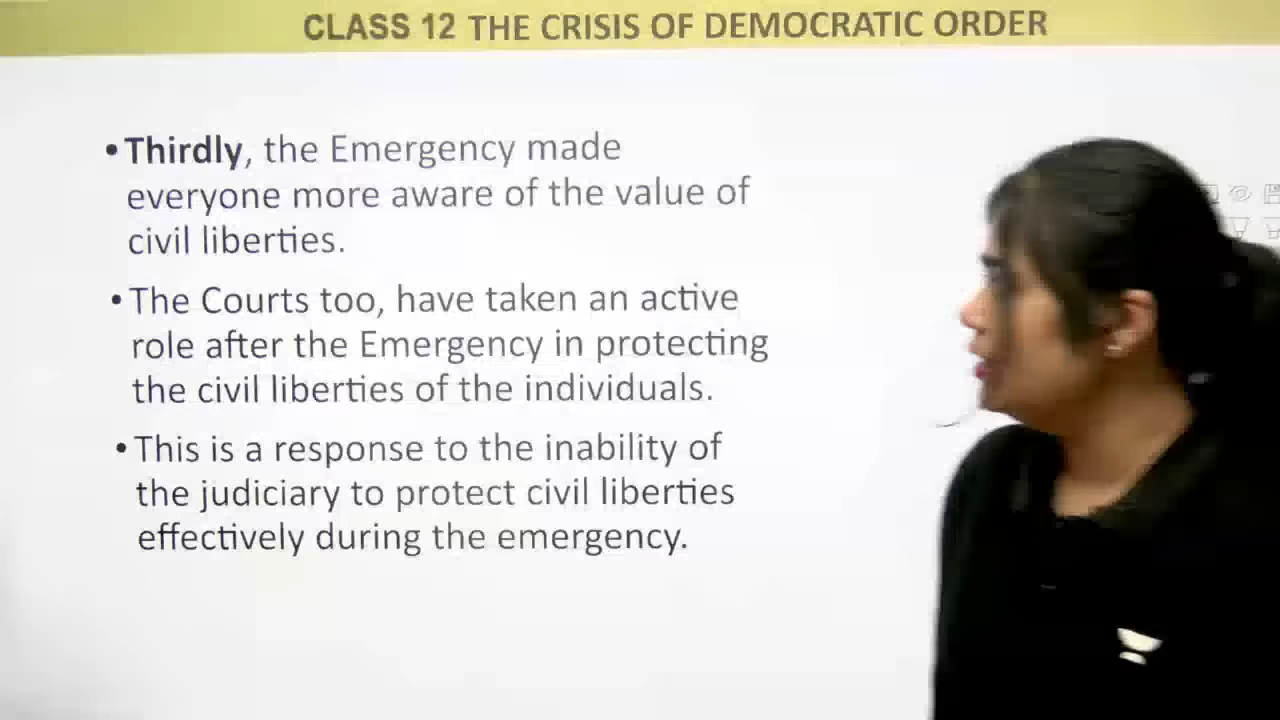 CLASS 12 THE CRISIS OF DEMOCRATIC ORDER
• Thirdly, the Emergency made
everyone more aware of the value of
civil liberties.
• The Courts too, have taken an active
role after the Emergency in protecting
the civil liberties of the individuals.
• This is a response to the inability of
the judiciary to protect civil liberties
effectively during the emergency.